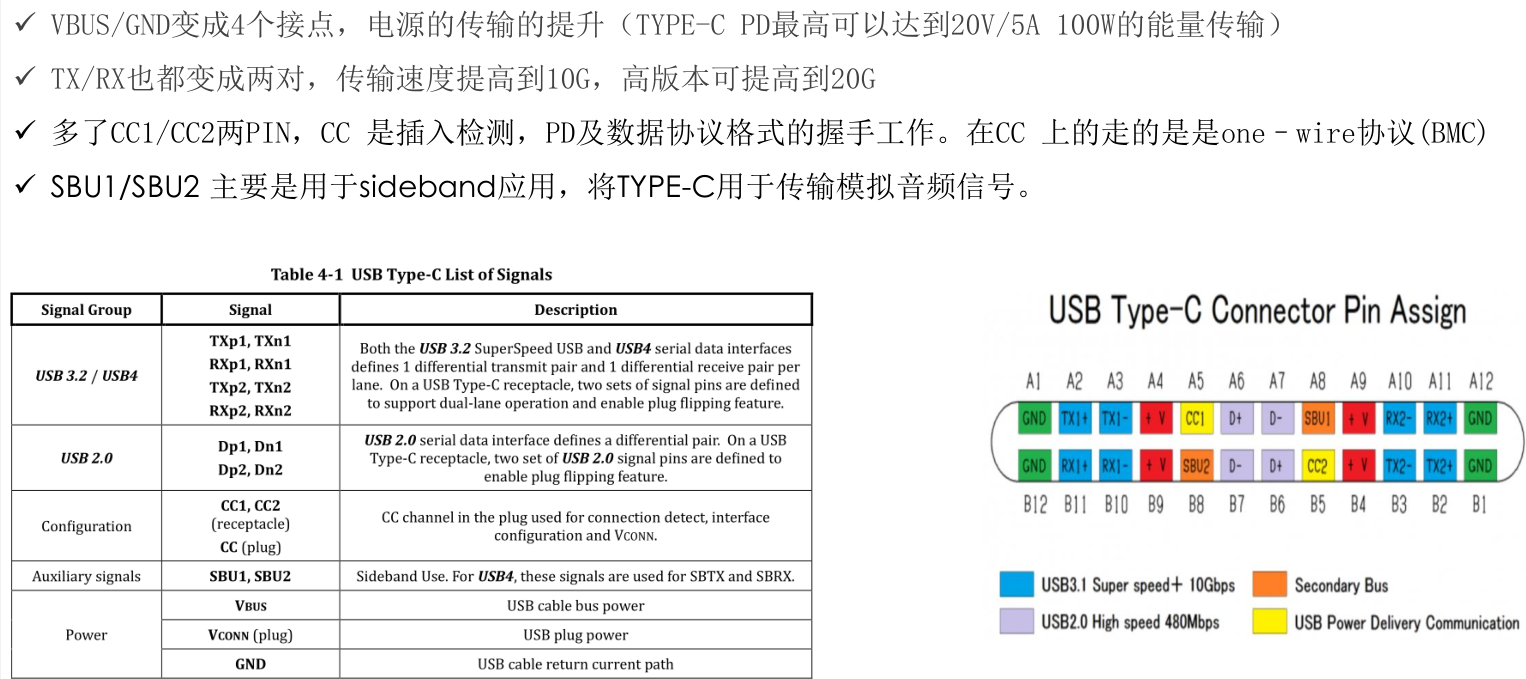 ✓ VBUS/GND变成4个接点，电源的传输的提升（TYPE-C PD最高可以达到20V/5A 100W的能量传输）
✓ TX/RX也都变成两对，传输速度提高到10G，高版本可提高到20G
✓ 多了CC1/CC2两PIN，CC 是插入检测，PD及数据协议格式的握手工作。在CC 上的走的是是one‐wire协议(BMC)
✓ SBU1/SBU2 主要是用于sideband应用，将TYPE-C用于传输模拟音频信号。
Table 4-1 USB Type-C List of Signals
Signal Group Signal Description
USB 3.2 / USB4
TXp1, TXn1
RXp1, RXn1
TXp2, TXn2
RXp2, RXn2
Both the USB 3.2 SuperSpeed USB and USB4 serial data interfaces
defines 1 differential transmit pair and 1 differential receive pair per
lane. On a USB Type-C receptacle, two sets of signal pins are defined
to support dual-lane operation and enable plug flipping feature.
USB 2.0
Dp1, Dn1
Dp2, Dn2
USB 2.0 serial data interface defines a differential pair. On a USB
Type-C receptacle, two set of USB 2.0 signal pins are defined to
enable plug flipping feature.
Configuration
CC1, CC2
(receptacle)
CC (plug)
CC channel in the plug used for connection detect, interface
configuration and VCONN.
Auxiliary signals SBU1, SBU2 Sideband Use. For USB4, these signals are used for SBTX and SBRX.
Power
VBUS USB cable bus power
VCONN (plug) USB plug power
GND USB cable return current path
USB Type-C Connector Pin Assign
A1 A2 A3 A4 A5 A6 A7 A8 A9 A10 A11 A12
GND TX1+ TX1- + V CC1 D+ D- SBU1 + V RX2- RX2+ GND
GND RX1+ RX1- + V SBU2 D- D+ CC2 + V TX2- TX2+ GND
B12 B11 B10 B9 B8 B7 B6 B5 B4 B3 B2 B1
USB3.1 Super speed+ 10Gbps Secondary Bus
USB2.0 High speed 480Mbps USB Power Delivery Communication